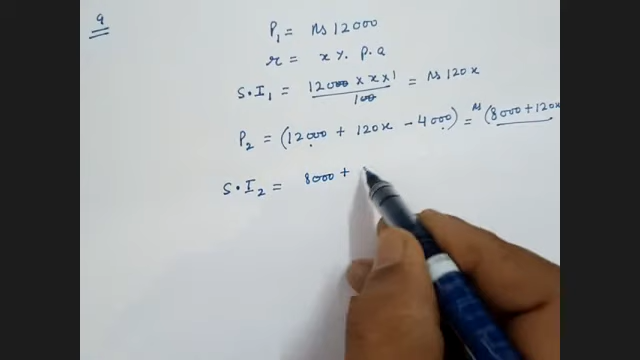 9
P₁ = Rs 12000
r = x % p.a
S.I₁ = 12000 × x × 1 / 100 = Rs 120x
P₂ = (12000 + 120x - 4000) = Rs (8000 + 120x
S.I₂ = 8000 +